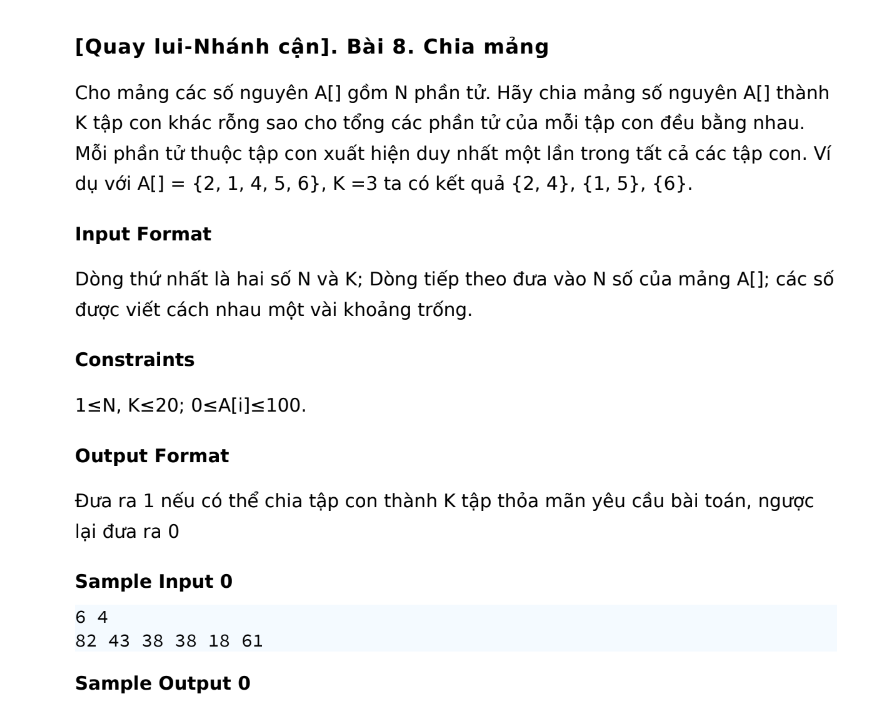 [Quay lui-Nhánh cận]. Bài 8. Chia mảng
Cho mảng các số nguyên A[] gồm N phần tử. Hãy chia mảng số nguyên A[] thành
K tập con khác rỗng sao cho tổng các phần tử của mỗi tập con đều bằng nhau.
Mỗi phần tử thuộc tập con xuất hiện duy nhất một lần trong tất cả các tập con. Ví
dụ với A[] = {2, 1, 4, 5, 6}, K =3 ta có kết quả {2, 4}, {1, 5}, {6}.
Input Format
Dòng thứ nhất là hai số N và K; Dòng tiếp theo đưa vào N số của mảng A[]; các số
được viết cách nhau một vài khoảng trống.
Constraints
1≤N, K≤20; 0≤A[i]≤100.
Output Format
Đưa ra 1 nếu có thể chia tập con thành K tập thỏa mãn yêu cầu bài toán, ngược
lại đưa ra 0
Sample Input 0
6 4
82 43 38 38 18 61
Sample Output 0